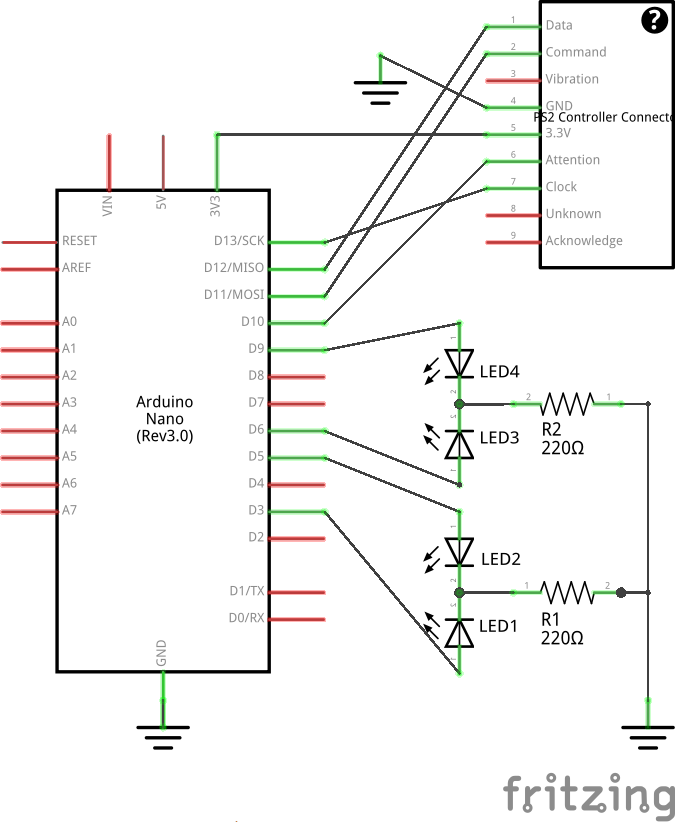 1 Data
2 Command
3 Vibration
4 GND
PS2 Controller Connecto
5 3.3V
6 Attention
7 Clock
8 Unknown
9 Acknowledge
?
VIN
5V
3V3
RESET
AREF
A0
A1
A2
A3
A4
A5
A6
A7
D13/SCK
D12/MISO
D11/MOSI
D10
D9
D8
D7
D6
D5
D4
D3
D2
D1/TX
D0/RX
GND
Arduino
Nano
(Rev3.0)
1
LED4
2
2
LED3
1
2 1
R2
220Ω
1
LED2
2
2
LED1
1
1 2
R1
220Ω
fritzing